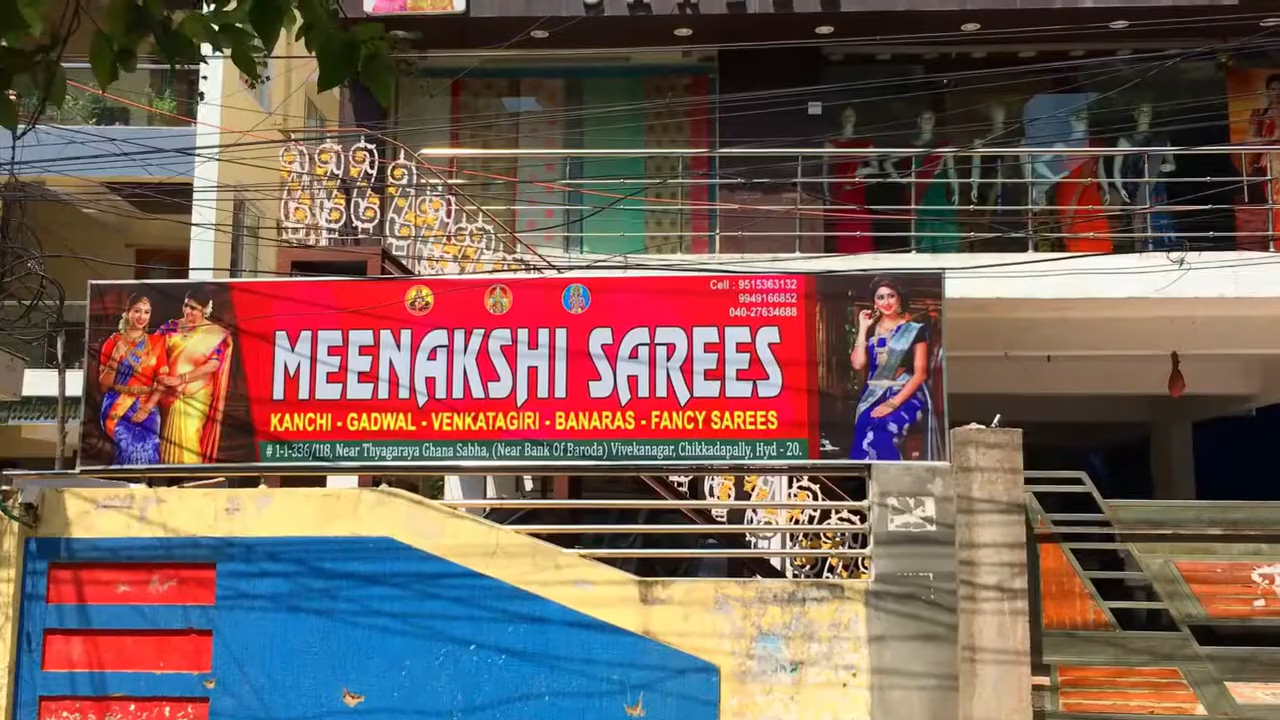 Cell : 9515363132
9949166852
040-27634688
MEENAKSHI SAREES
KANCHI - GADWAL - VENKATAGIRI - BANARAS - FANCY SAREES
# 1-1-336/118, Near Thyagaraya Ghana Sabha, (Near Bank Of Baroda) Vivekanagar, Chikkadapally, Hyd - 20.